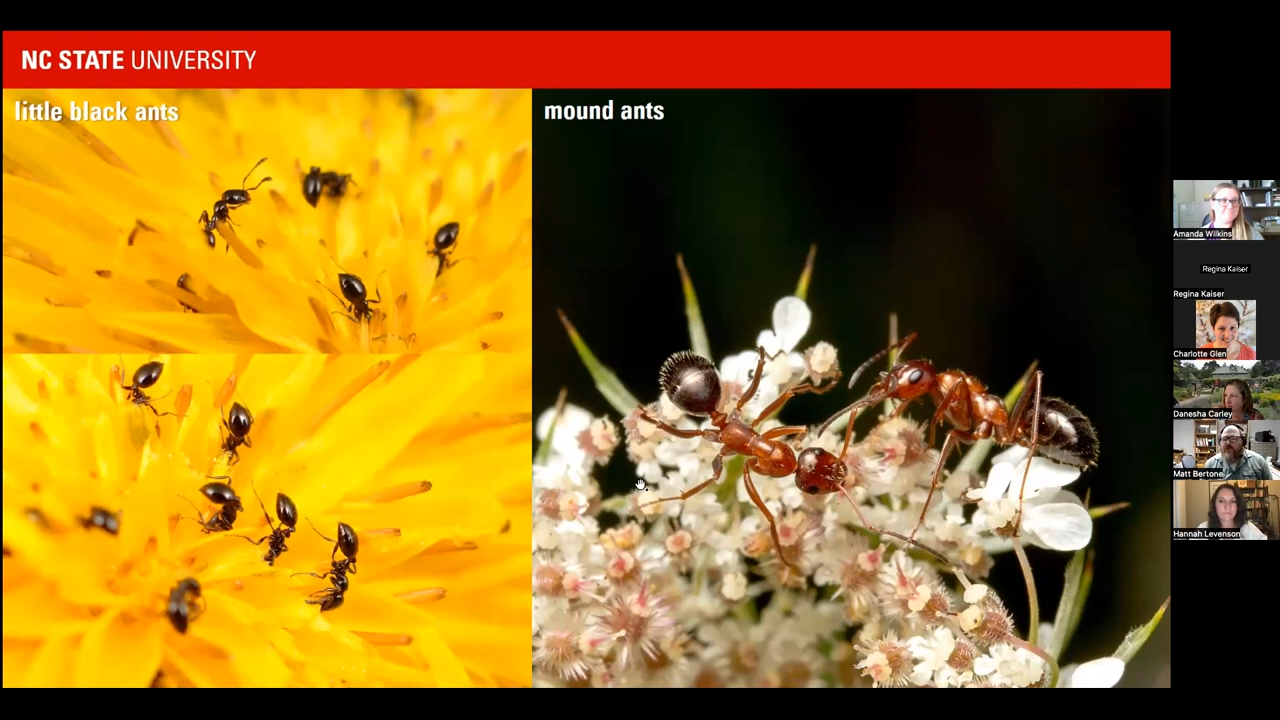 NC STATE UNIVERSITY
little black ants
mound ants
Amanda Wilkins
Regina Kaiser
Regina Kaiser
Charlotte Glen
Danesha Carley
Matt Bertone
Hannah Levenson